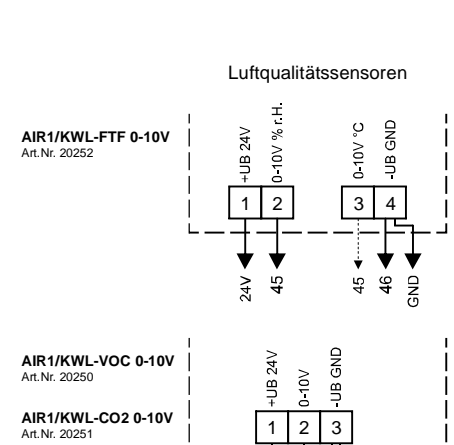 Luftqualitätssensoren
AIR1/KWL-FTF 0-10V
Art.Nr. 20252
+UB 24V
0-10V % r.H.
0-10V °C
-UB GND
1 2 3 4
24V
45
45
46
GND
AIR1/KWL-VOC 0-10V
Art.Nr. 20250
AIR1/KWL-CO2 0-10V
Art.Nr. 20251
+UB 24V
0-10V
-UB GND
1 2 3